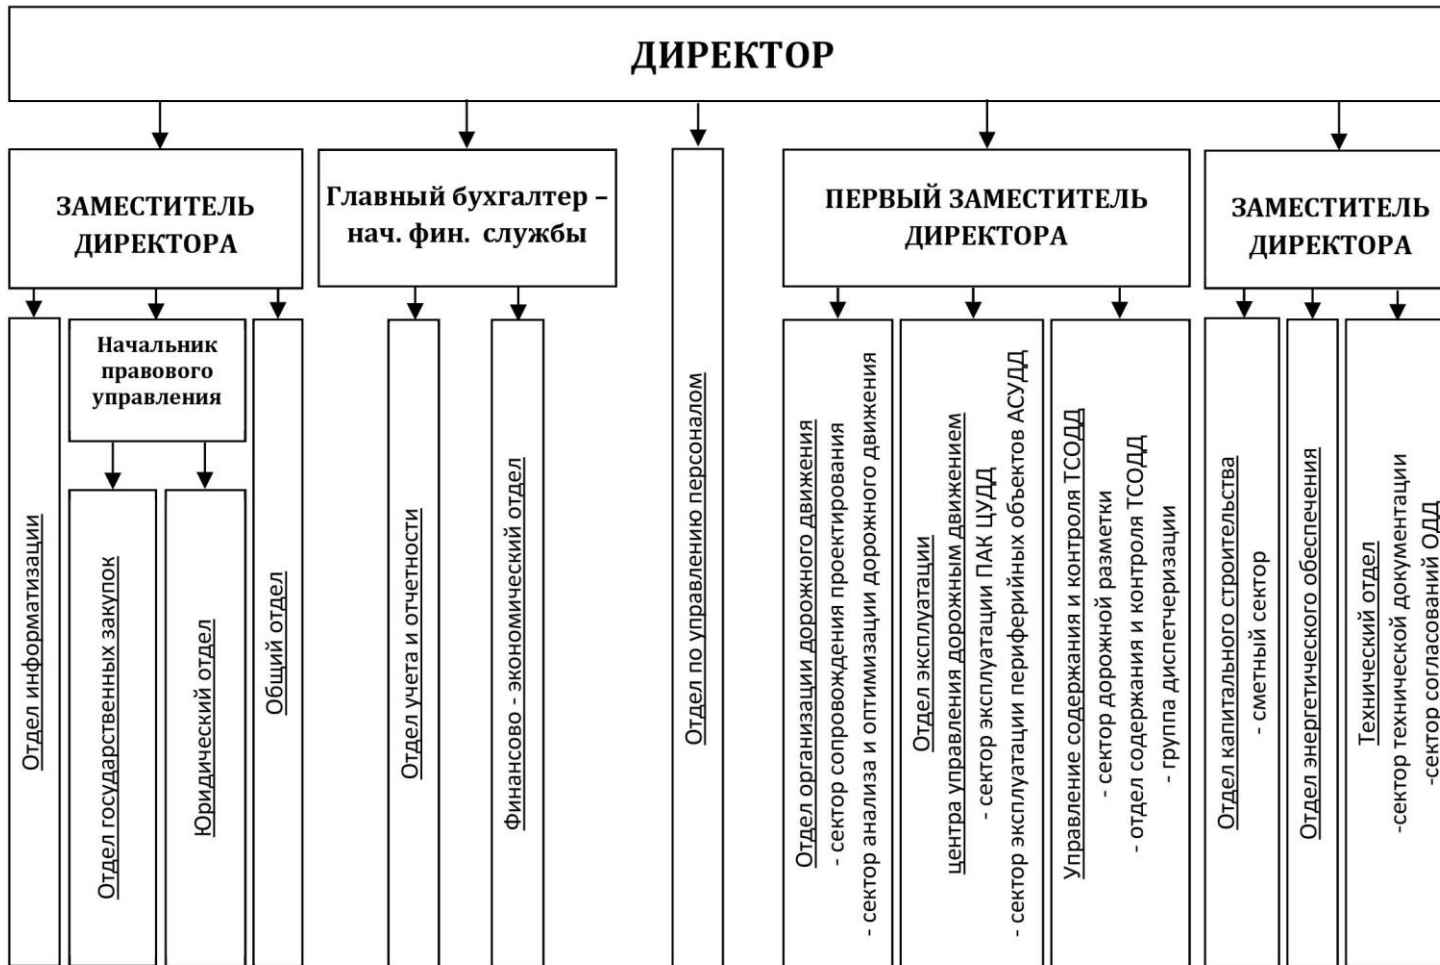 ДИРЕКТОР
ЗАМЕСТИТЕЛЬ
ДИРЕКТОРА
Главный бухгалтер –
нач. фин. службы
ПЕРВЫЙ ЗАМЕСТИТЕЛЬ
ДИРЕКТОРА
ЗАМЕСТИТЕЛЬ
ДИРЕКТОРА
Отдел информатизации
Начальник
правового
управления
Отдел государственных закупок
Юридический отдел
Общий отдел
Отдел учета и отчетности
Финансово - экономический отдел
Отдел по управлению персоналом
Отдел организации дорожного движения
- сектор сопровождения проектирования
- сектор анализа и оптимизации дорожного движения
Отдел эксплуатации
центра управления дорожным движением
- сектор эксплуатации ПАК ЦУДД
- сектор эксплуатации периферийных объектов АСУДД
Управление содержания и контроля ТСОДД
- сектор дорожной разметки
- отдел содержания и контроля ТСОДД
- группа диспетчеризации
Отдел капитального строительства
- сметный сектор
Отдел энергетического обеспечения
Технический отдел
-сектор технической документации
-сектор согласований ОДД